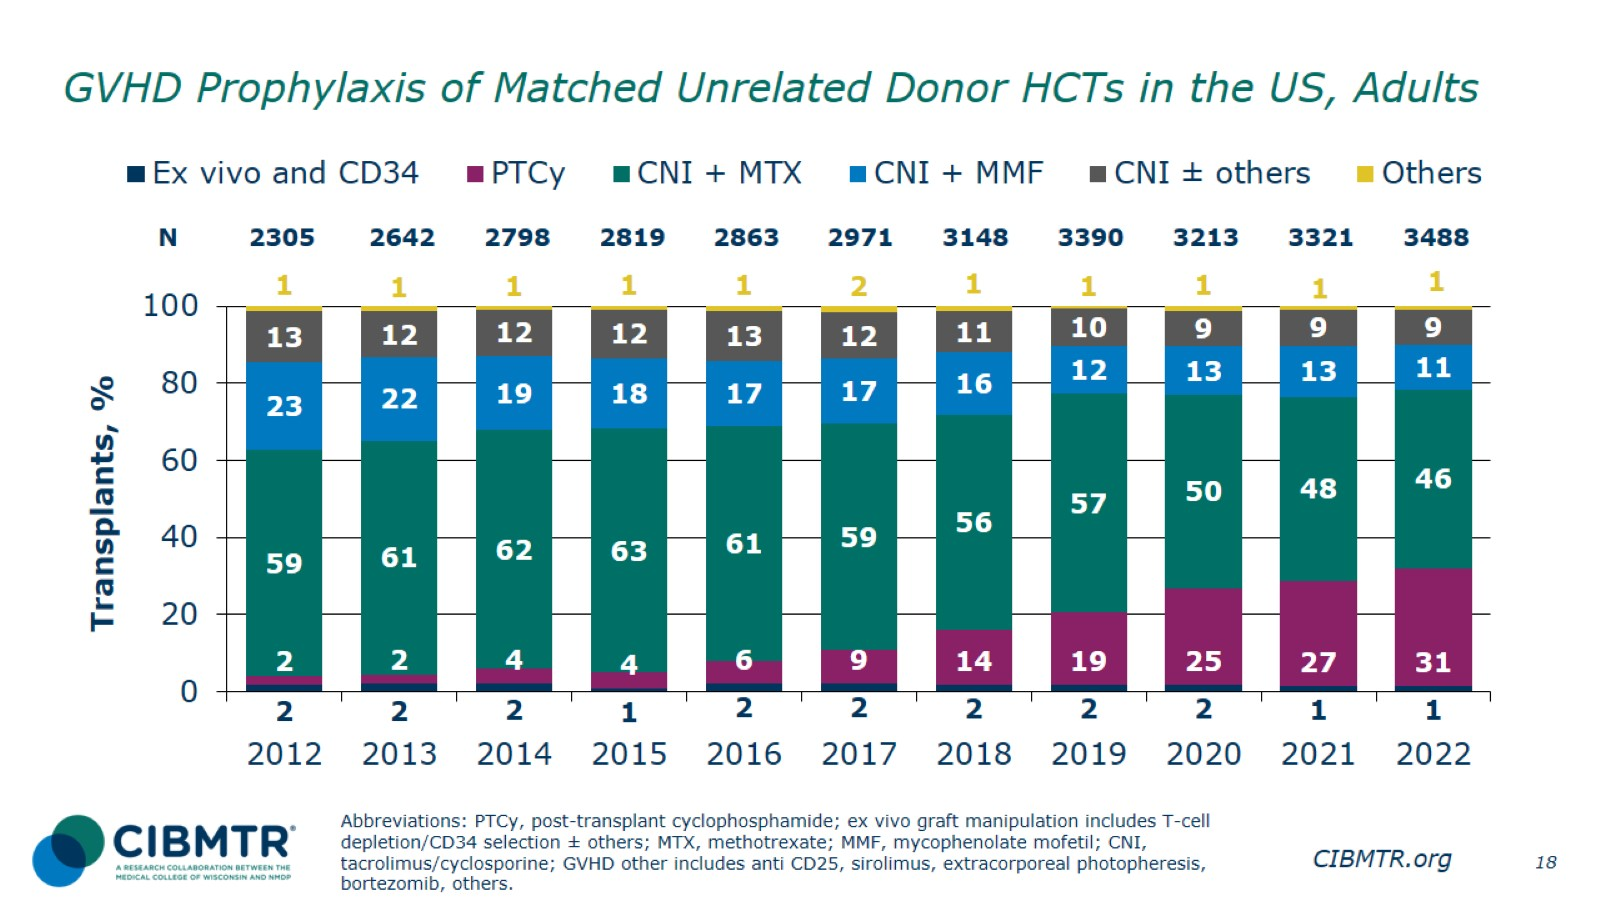 GVHD Prophylaxis of Matched Unrelated Donor HCTs in the US, Adults
Ex vivo and CD34 PTCy CNI + MTX CNI + MMF CNI ± others Others
N 2305 2642 2798 2819 2863 2971 3148 3390 3213 3321 3488
1 1 1 1 1 2 1 1 1 1 1
100
13 12 12 12 13 12 11 10 9 9 9
80
23 22 19 18 17 17 16 12 13 13 11
60
59 61 62 63 61 59 56 57 50 48 46
40
20
2 2 4 4 6 9 14 19 25 27 31
0
2 2 2 1 2 2 2 2 2 1 1
2012 2013 2014 2015 2016 2017 2018 2019 2020 2021 2022
Transplants, %
CIBMTR®
A RESEARCH COLLABORATION BETWEEN THE
MEDICAL COLLEGE OF WISCONSIN AND NMDP
Abbreviations: PTCy, post-transplant cyclophosphamide; ex vivo graft manipulation includes T-cell
depletion/CD34 selection ± others; MTX, methotrexate; MMF, mycophenolate mofetil; CNI,
tacrolimus/cyclosporine; GVHD other includes anti CD25, sirolimus, extracorporeal photopheresis,
bortezomib, others.
CIBMTR.org
18